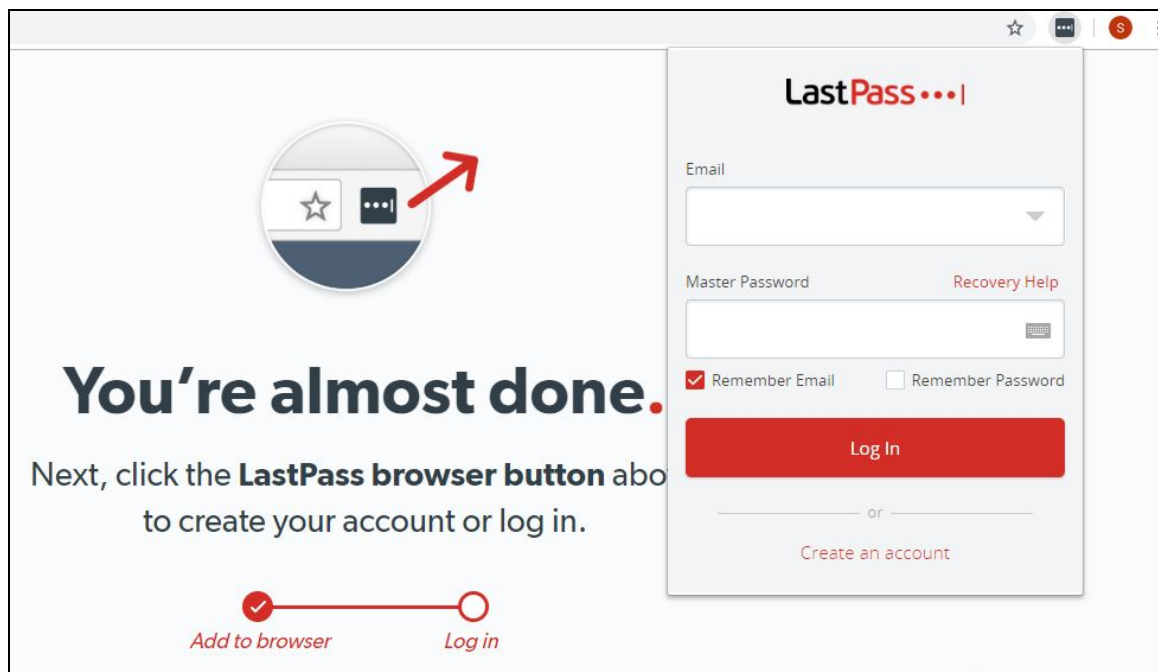 S
LastPass
Email
Master Password
Recovery Help
Remember Email
Remember Password
Log In
or
Create an account
You’re almost done.
Next, click the LastPass browser button abo
to create your account or log in.
Add to browser
Log in